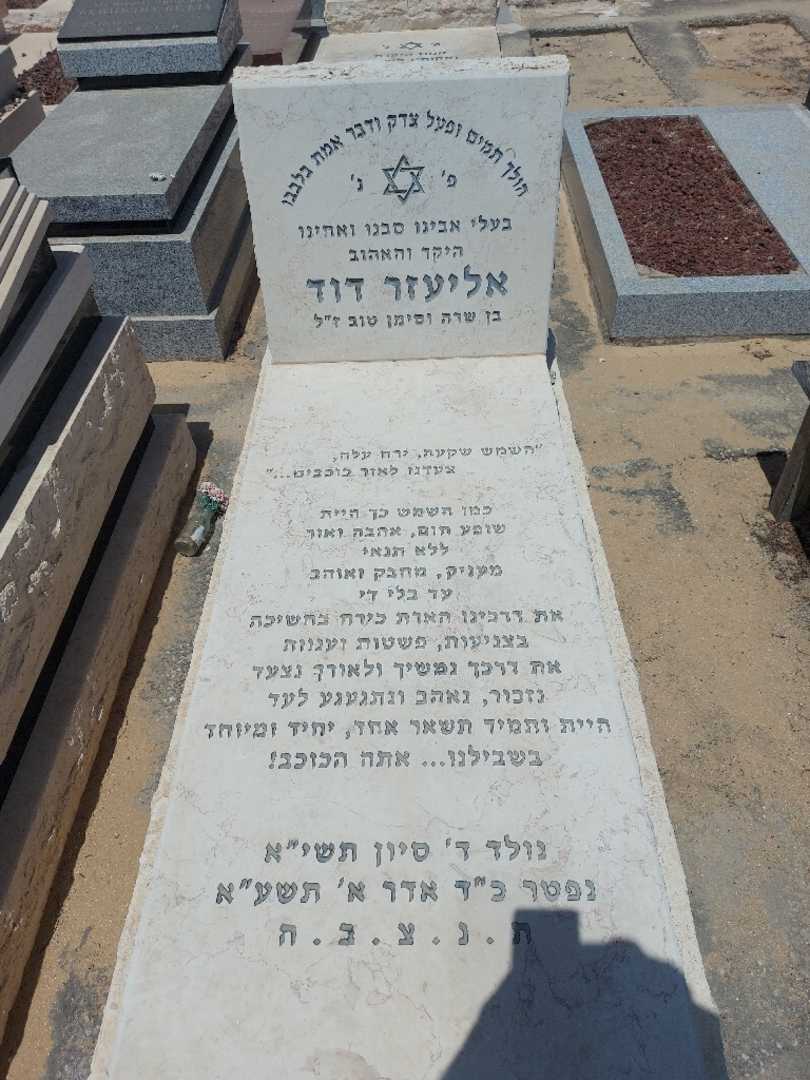 הולך תמים ופעל צדק ודבר אמת בלבבו
פ' נ'
בעלי אבינו סבנו ואחינו
היקר והאהוב
אליעזר דוד
בן שרה וסימן טוב ז"ל
"השמש שקעת, ירח עלה,
צעדנו לאור כוכבים..."
כמו השמש כך היית
שופע חום, אהבה ואור
ללא תנאי
מעניק, מחבק ואוהב
עד בלי די
את דרכינו הארת כירח בחשיכה
בצניעות, פשטות וענווה
את דרכך נמשיך ולאורך נצעד
נזכור, נאהב ונתגעגע לעד
היית ותמיד תשאר אחד, יחיד ומיוחד
בשבילנו... אתה הכוכב!
נולד ד' סיון תשי"א
נפטר כ"ד אדר א' תשע"א
ת . נ . צ . ב . ה